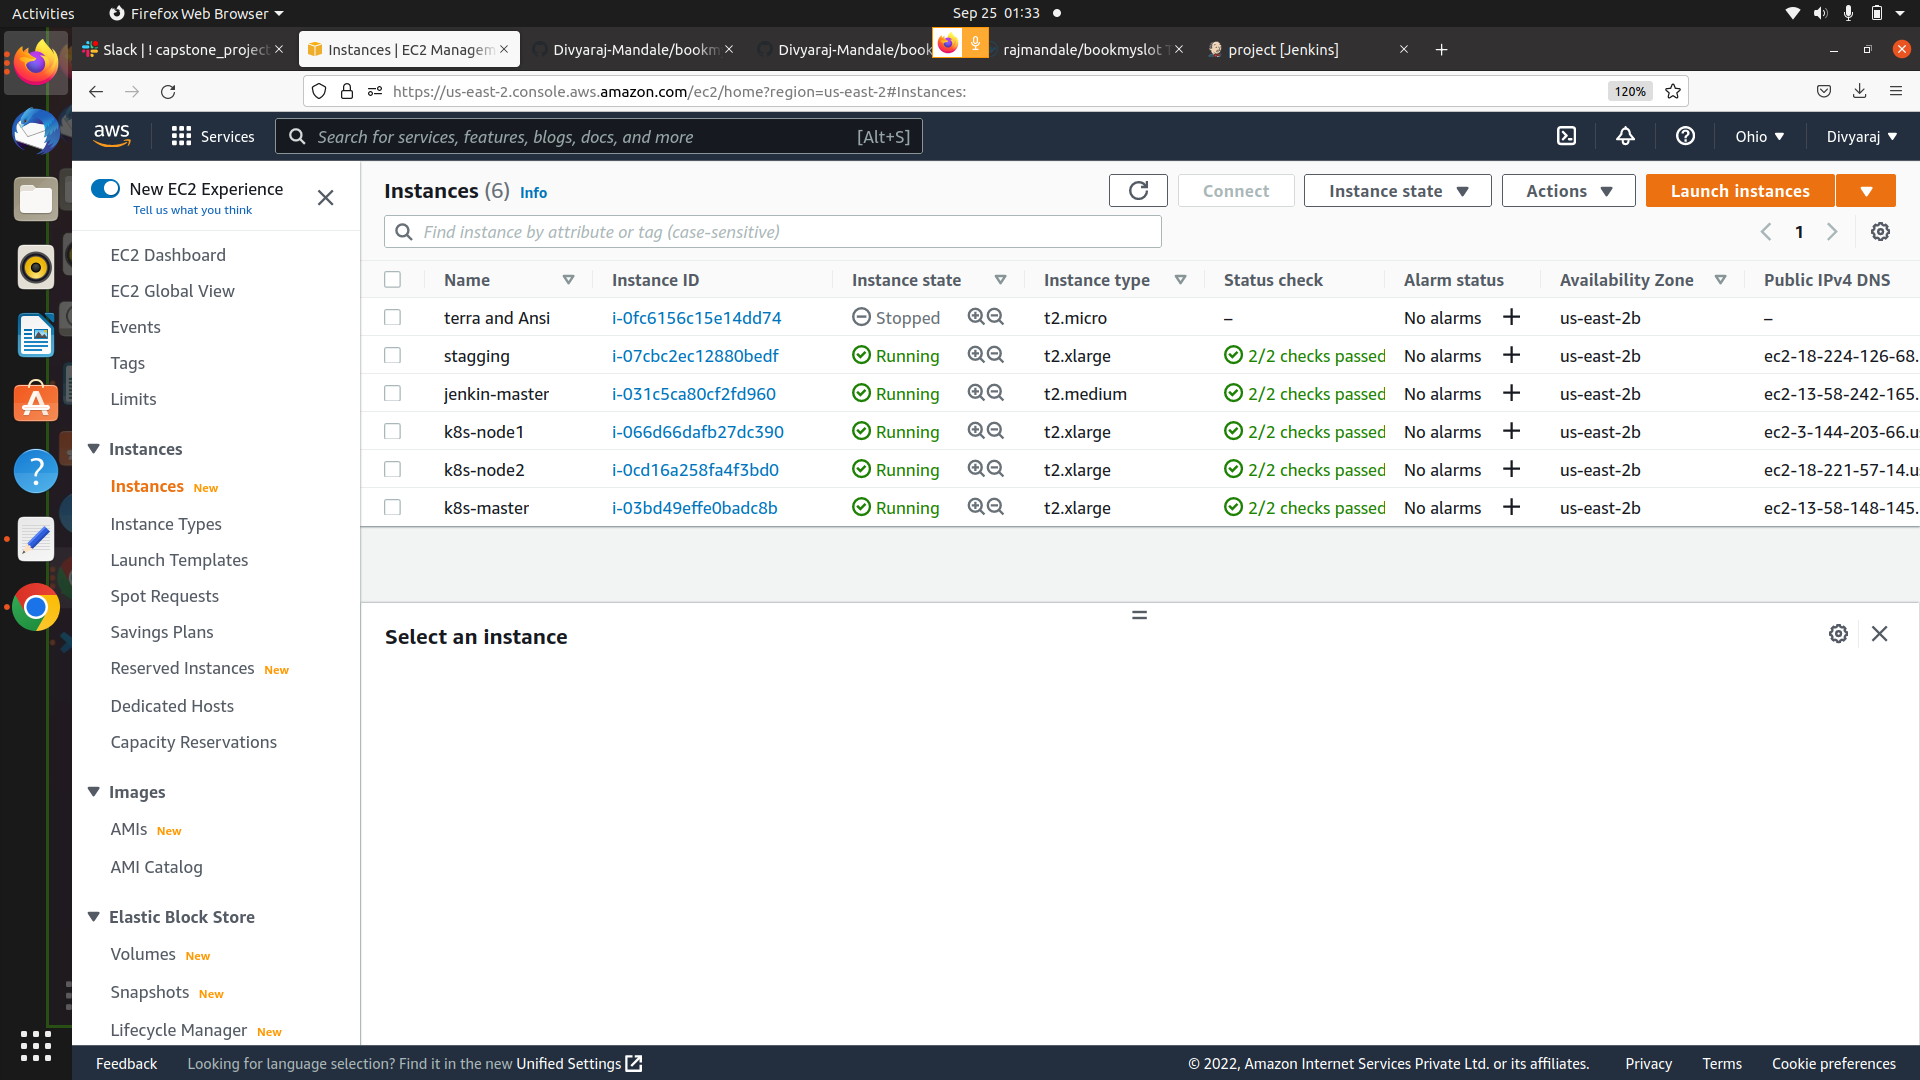 Activities Firefox Web Browser Sep 25 01:33
Slack | ! capstone_project Instances | EC2 Managem Divyaraj-Mandale/bookm Divyaraj-Mandale/book rajmandale/bookmyslot T project [Jenkins]
https://us-east-2.console.aws.amazon.com/ec2/home?region=us-east-2#Instances: 120%
aws Services Search for services, features, blogs, docs, and more [Alt+S] Ohio Divyaraj
New EC2 Experience
Tell us what you think
EC2 Dashboard
EC2 Global View
Events
Tags
Limits
Instances
Instances New
Instance Types
Launch Templates
Spot Requests
Savings Plans
Reserved Instances New
Dedicated Hosts
Capacity Reservations
Images
AMIs New
AMI Catalog
Elastic Block Store
Volumes New
Snapshots New
Lifecycle Manager New
Instances (6) Info Connect Instance state Actions Launch instances
Find instance by attribute or tag (case-sensitive) 1
Name Instance ID Instance state Instance type Status check Alarm status Availability Zone Public IPv4 DNS
terra and Ansi i-0fc6156c15e14dd74 Stopped t2.micro – No alarms + us-east-2b –
stagging i-07cbc2ec12880bedf Running t2.xlarge 2/2 checks passed No alarms + us-east-2b ec2-18-224-126-68.
jenkin-master i-031c5ca80cf2fd960 Running t2.medium 2/2 checks passed No alarms + us-east-2b ec2-13-58-242-165.
k8s-node1 i-066d66dafb27dc390 Running t2.xlarge 2/2 checks passed No alarms + us-east-2b ec2-3-144-203-66.u
k8s-node2 i-0cd16a258fa4f3bd0 Running t2.xlarge 2/2 checks passed No alarms + us-east-2b ec2-18-221-57-14.us
k8s-master i-03bd49effe0badc8b Running t2.xlarge 2/2 checks passed No alarms + us-east-2b ec2-13-58-148-145.
Select an instance
Feedback Looking for language selection? Find it in the new Unified Settings © 2022, Amazon Internet Services Private Ltd. or its affiliates. Privacy Terms Cookie preferences